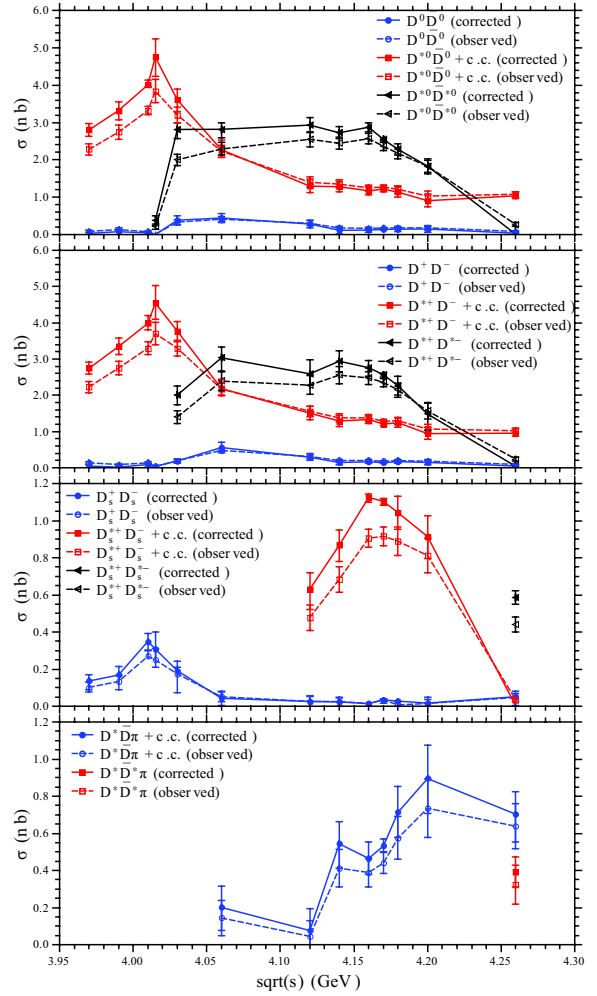 6.0
5.0
4.0
3.0
2.0
1.0
0.0
σ (nb)
D⁰D̄⁰ (corrected )
D⁰D̄⁰ (obser ved)
D*⁰D̄⁰ + c .c. (corrected )
D*⁰D̄⁰ + c .c. (obser ved)
D*⁰D̄*⁰ (corrected )
D*⁰D̄*⁰ (obser ved)
6.0
5.0
4.0
3.0
2.0
1.0
0.0
σ (nb)
D⁺ D⁻ (corrected )
D⁺ D⁻ (obser ved)
D*⁺ D⁻ + c .c. (corrected )
D*⁺ D⁻ + c .c. (obser ved)
D*⁺ D*⁻ (corrected )
D*⁺ D*⁻ (obser ved)
1.2
1.0
0.8
0.6
0.4
0.2
0.0
σ (nb)
Dₛ⁺ Dₛ⁻ (corrected )
Dₛ⁺ Dₛ⁻ (obser ved)
Dₛ*⁺ Dₛ⁻ + c .c. (corrected )
Dₛ*⁺ Dₛ⁻ + c .c. (obser ved)
Dₛ*⁺ Dₛ*⁻ (corrected )
Dₛ*⁺ Dₛ*⁻ (obser ved)
1.2
1.0
0.8
0.6
0.4
0.2
0.0
σ (nb)
D*D̄π + c .c. (corrected )
D*D̄π + c .c. (obser ved)
D*D̄*π (corrected )
D*D̄*π (obser ved)
3.95 4.00 4.05 4.10 4.15 4.20 4.25 4.30
sqrt(s) (GeV)